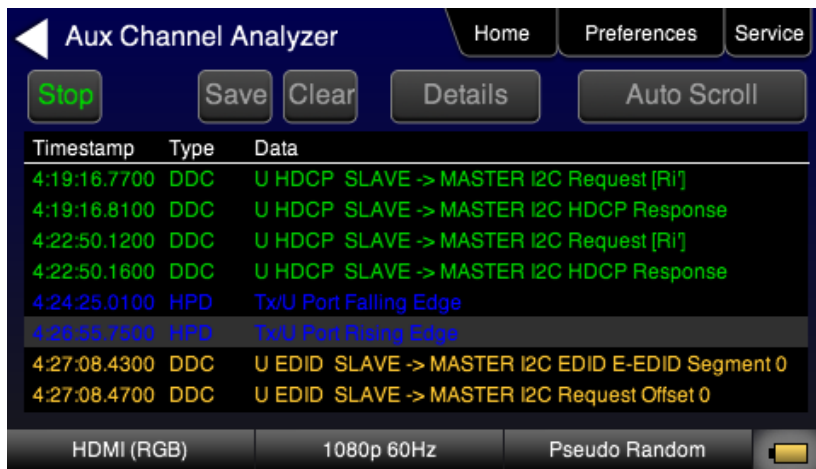 Aux Channel Analyzer Home Preferences Service
Stop Save Clear Details Auto Scroll
Timestamp Type Data
4:19:16.7700 DDC U HDCP SLAVE -> MASTER I2C Request [Ri']
4:19:16.8100 DDC U HDCP SLAVE -> MASTER I2C HDCP Response
4:22:50.1200 DDC U HDCP SLAVE -> MASTER I2C Request [Ri']
4:22:50.1600 DDC U HDCP SLAVE -> MASTER I2C HDCP Response
4:24:25.0100 HPD Tx/U Port Falling Edge
4:26:55.7500 HPD Tx/U Port Rising Edge
4:27:08.4300 DDC U EDID SLAVE -> MASTER I2C EDID E-EDID Segment 0
4:27:08.4700 DDC U EDID SLAVE -> MASTER I2C Request Offset 0
HDMI (RGB) 1080p 60Hz Pseudo Random